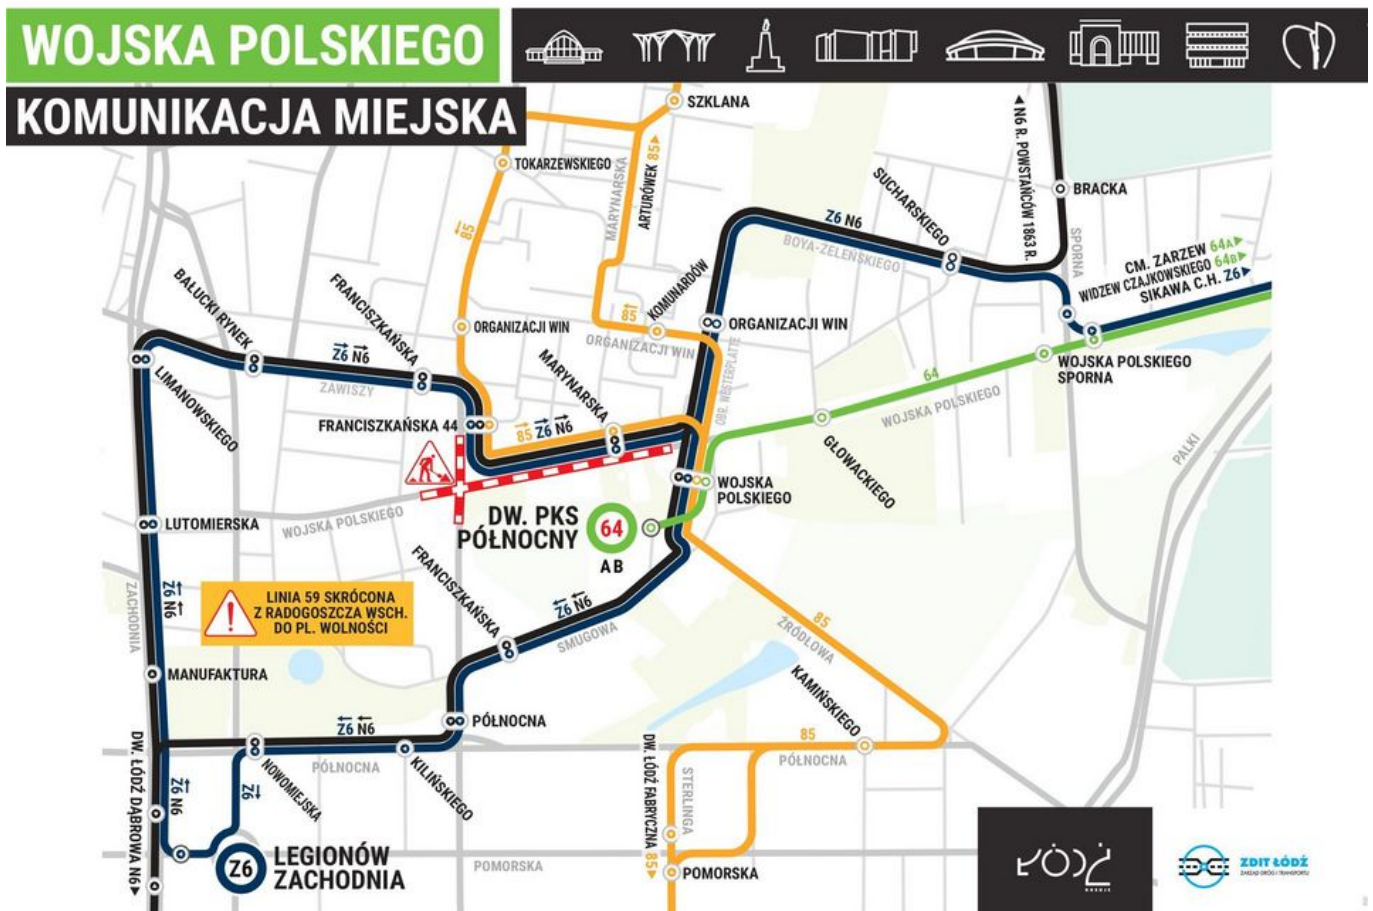 WOJSKA POLSKIEGO
KOMUNIKACJA MIEJSKA
SZKLANA
TOKARZEWSKIEGO
MARYNARSKA
ARTURÓWEK 85
N6 R. POWSTAŃCÓW 1863 R.
BRACKA
SUCHARSKIEGO
Z6 N6
BOYA-ŻELEŃSKIEGO
SPORNA
CM. ZARZEW 64A
WIDZEW CZAJKOWSKIEGO 64B
SIKAWA C.H. Z6
85
BAŁUCKI RYNEK
FRANCISZKAŃSKA
ORGANIZACJI WIN
KOMUNARDÓW
85
ORGANIZACJI WIN
ORGANIZACJI WIN
Z6 N6
ZAWISZY
LIMANOWSKIEGO
MARYNARSKA
OBR. WESTERPLATTE
WOJSKA POLSKIEGO
SPORNA
64
WOJSKA POLSKIEGO
FRANCISZKAŃSKA 44
85 Z6 N6
GŁOWACKIEGO
PALKI
WOJSKA
POLSKIEGO
WOJSKA POLSKIEGO
DW. PKS
PÓŁNOCNY
64
A B
LUTOMIERSKA
ZACHODNIA
Z6
N6
LINIA 59 SKRÓCONA
Z RADOGOSZCZA WSCH.
DO PL. WOLNOŚCI
FRANCISZKAŃSKA
Z6 N6
SMUGOWA
85
ŹRÓDŁOWA
MANUFAKTURA
KAMIŃSKIEGO
PÓŁNOCNA
Z6 N6
PÓŁNOCNA
NOWOMIEJSKA
KILIŃSKIEGO
85
PÓŁNOCNA
DW. ŁÓDŹ DĄBROWA N6
Z6
N6
Z6
DW. ŁÓDŹ FABRYCZNA 85
STERLINGA
Z6
LEGIONÓW
ZACHODNIA
POMORSKA
POMORSKA
ŁÓDŹ
ZDIT ŁÓDŹ
ZARZĄD DRÓG I TRANSPORTU